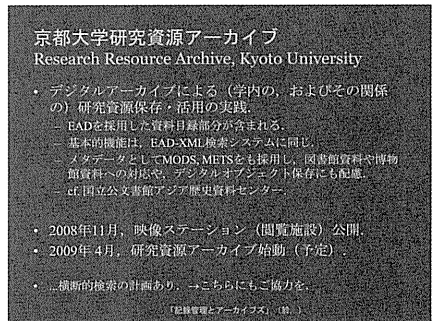 京都大学研究資源アーカイブ
Research Resource Archive, Kyoto University
• デジタルアーカイブによる（学内の，およびその関係
の）研究資源保存・活用の実践．
– EADを採用した資料目録部分が含まれる．
– 基本的機能は，EAD-XML検索システムに同じ．
– メタデータとしてMODS, METSをも採用し，図書館資料や博物
館資料への対応や，デジタルオブジェクト保存にも配慮．
– cf. 国立公文書館アジア歴史資料センター．
• 2008年11月，映像ステーション（閲覧施設）公開．
• 2009年 4月，研究資源アーカイブ始動（予定）．
• ...横断的検索の計画あり．→こちらにもご協力を．
「記録管理とアーカイブズ」